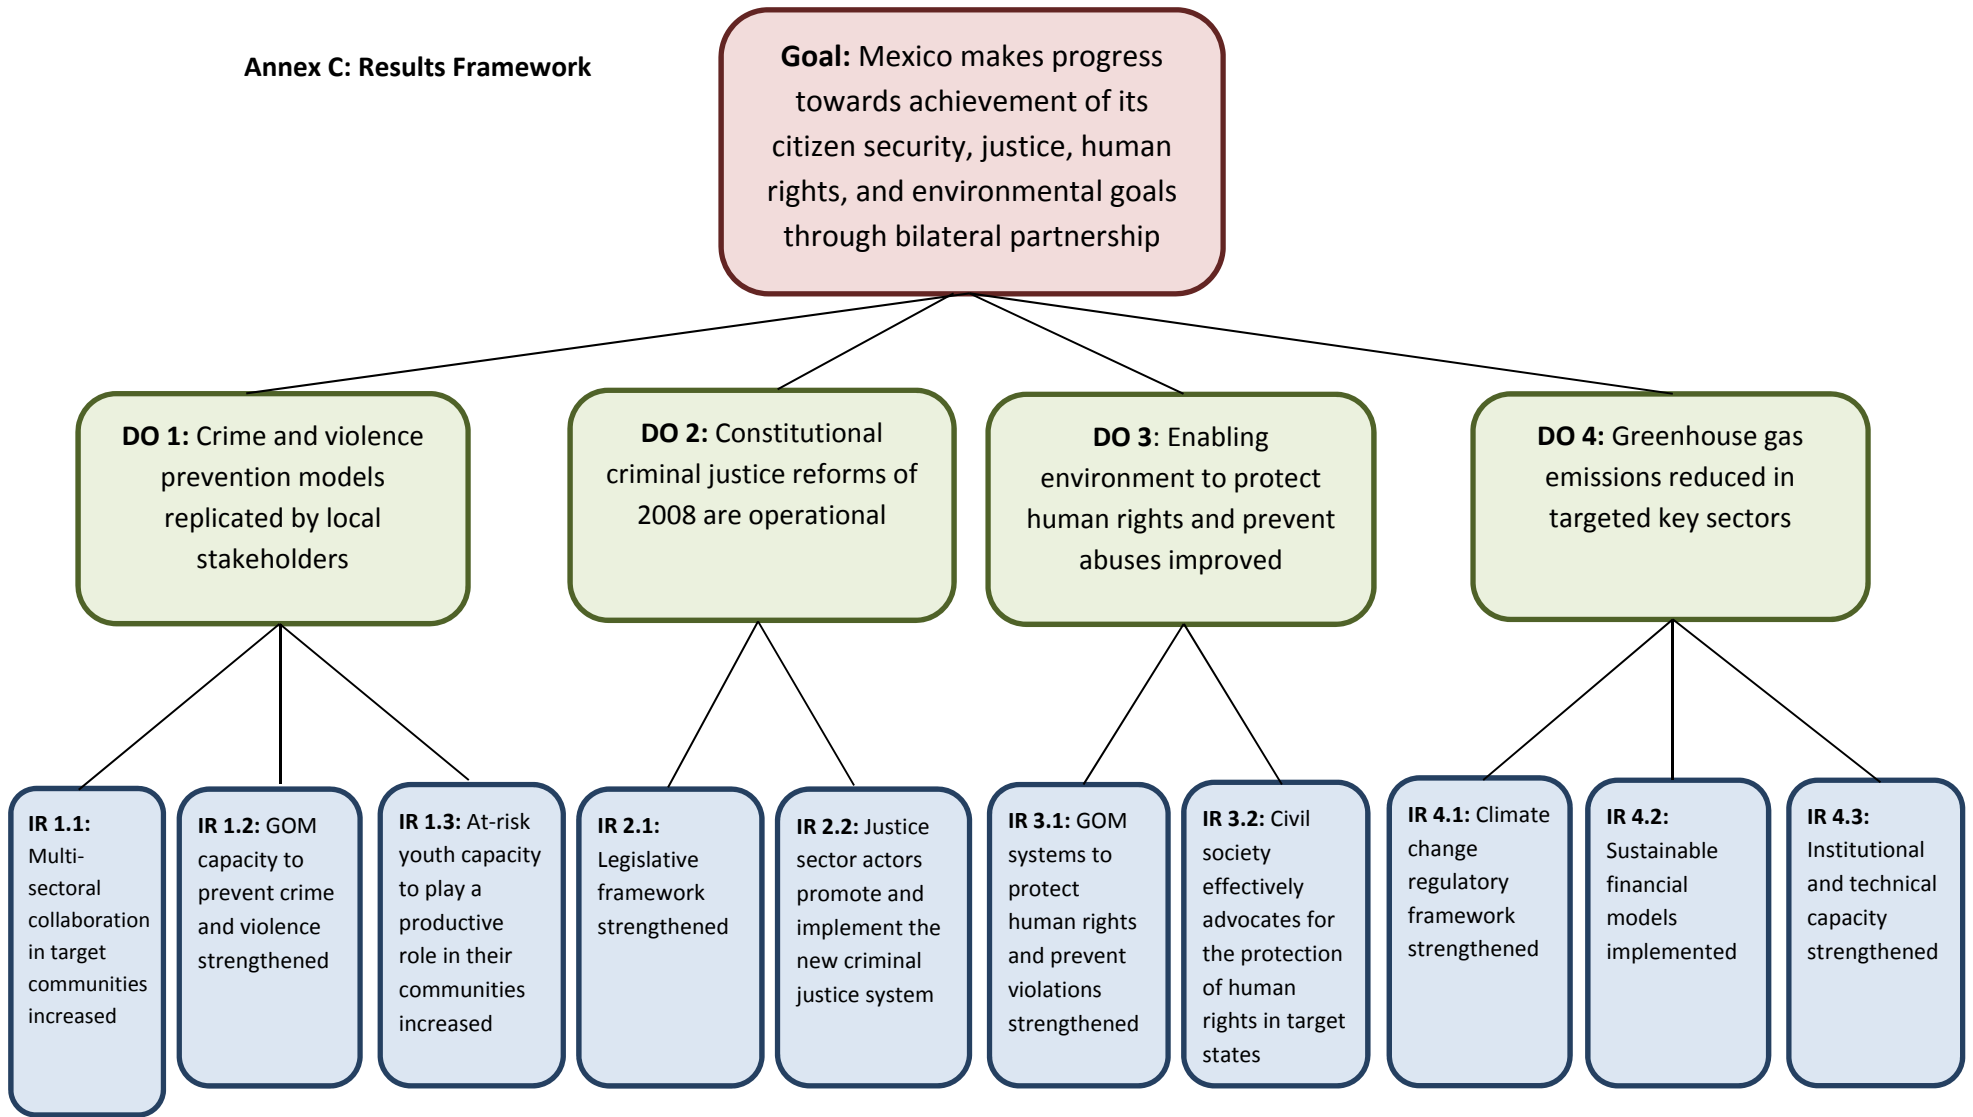 Annex C: Results Framework
Goal: Mexico makes progress
towards achievement of its
citizen security, justice, human
rights, and environmental goals
through bilateral partnership
DO 1: Crime and violence
prevention models
replicated by local
stakeholders
DO 2: Constitutional
criminal justice reforms of
2008 are operational
DO 3: Enabling
environment to protect
human rights and prevent
abuses improved
DO 4: Greenhouse gas
emissions reduced in
targeted key sectors
IR 1.1:
Multi-
sectoral
collaboration
in target
communities
increased
IR 1.2: GOM
capacity to
prevent crime
and violence
strengthened
IR 1.3: At-risk
youth capacity
to play a
productive
role in their
communities
increased
IR 2.1:
Legislative
framework
strengthened
IR 2.2: Justice
sector actors
promote and
implement the
new criminal
justice system
IR 3.1: GOM
systems to
protect
human rights
and prevent
violations
strengthened
IR 3.2: Civil
society
effectively
advocates for
the protection
of human
rights in target
states
IR 4.1: Climate
change
regulatory
framework
strengthened
IR 4.2:
Sustainable
financial
models
implemented
IR 4.3:
Institutional
and technical
capacity
strengthened